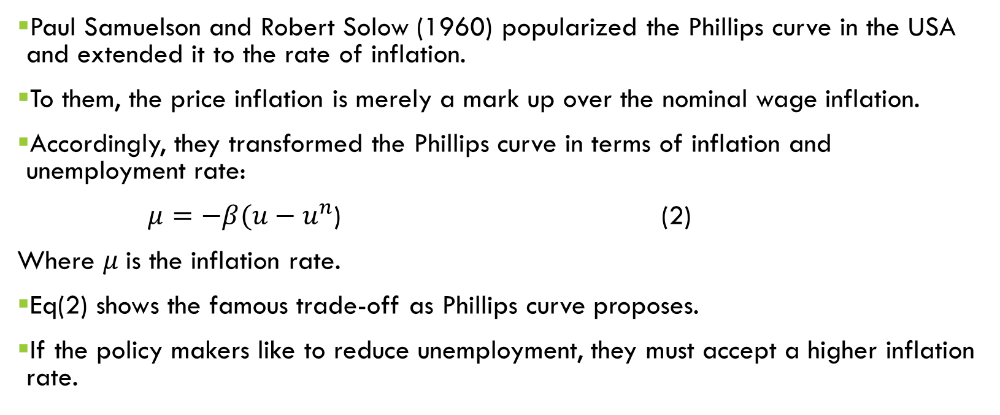 ▪Paul Samuelson and Robert Solow (1960) popularized the Phillips curve in the USA
and extended it to the rate of inflation.
▪To them, the price inflation is merely a mark up over the nominal wage inflation.
▪Accordingly, they transformed the Phillips curve in terms of inflation and
unemployment rate:
𝜇 = −𝛽(𝑢 − 𝑢ⁿ) (2)
Where 𝜇 is the inflation rate.
▪Eq(2) shows the famous trade-off as Phillips curve proposes.
▪If the policy makers like to reduce unemployment, they must accept a higher inflation
rate.